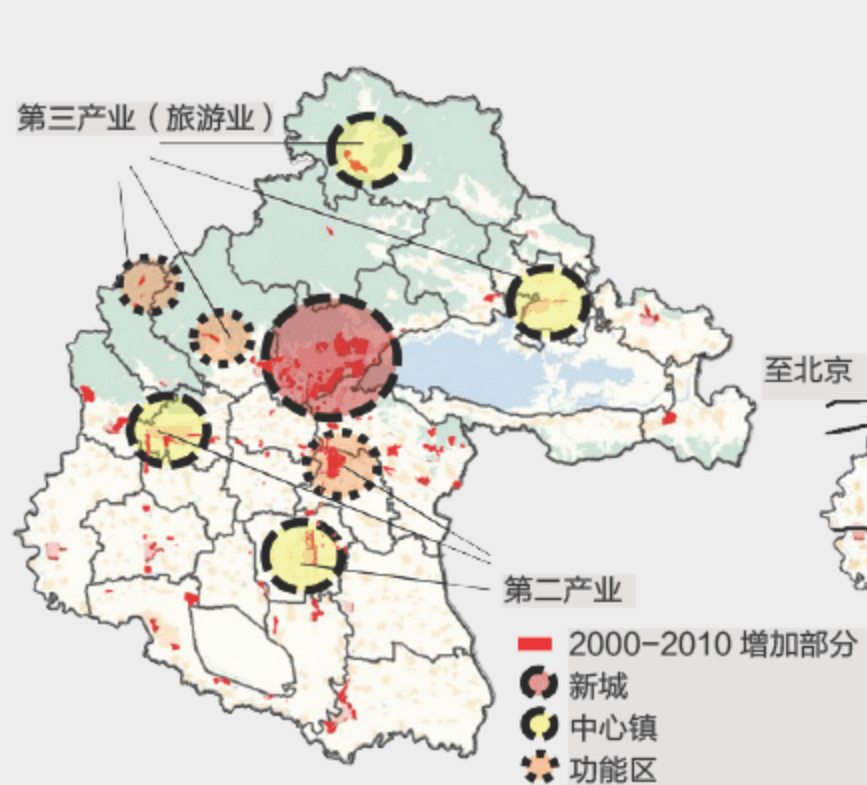 第三产业（旅游业）
至北京
第二产业
2000-2010 增加部分
新城
中心镇
功能区